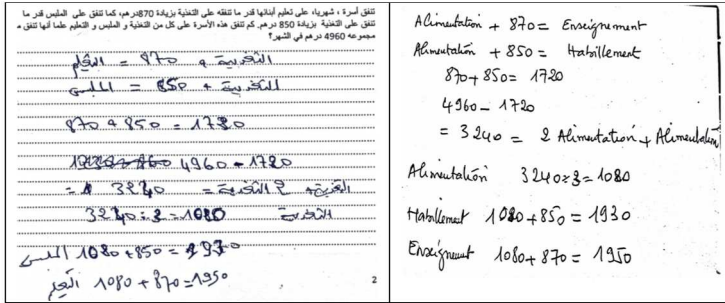 تنفق أسرة ، شهريا، على تعليم أبنائها قدر ما تنفقه على التغذية بزيادة 870درهم، كما تنفق على الملبس قدر ما
تنفق على التغذية بزيادة 850 درهم. كم تنفق هذه الأسرة على كل من التغذية و الملبس و التعليم علما أنها تنفق ما
مجموعه 4960 درهم في الشهر؟
التغذية + 870 = التعليم
التغذية + 850 = الملبس
870 + 850 = 1720
4960 - 1720
= 3240 = التغذية 2 + التغذية
التغذية 3240 ÷ 3 = 1080
الملبس 1080 + 850 = 1930
التعليم 1080 + 870 = 1950
2
Alimentation + 870 = Enseignement
Alimentation + 850 = Habillement
870 + 850 = 1720
4960 - 1720
= 3240 = 2 Alimentation + Alimentation
Alimentation 3240 ÷ 3 = 1080
Habillement 1080 + 850 = 1930
Enseignement 1080 + 870 = 1950